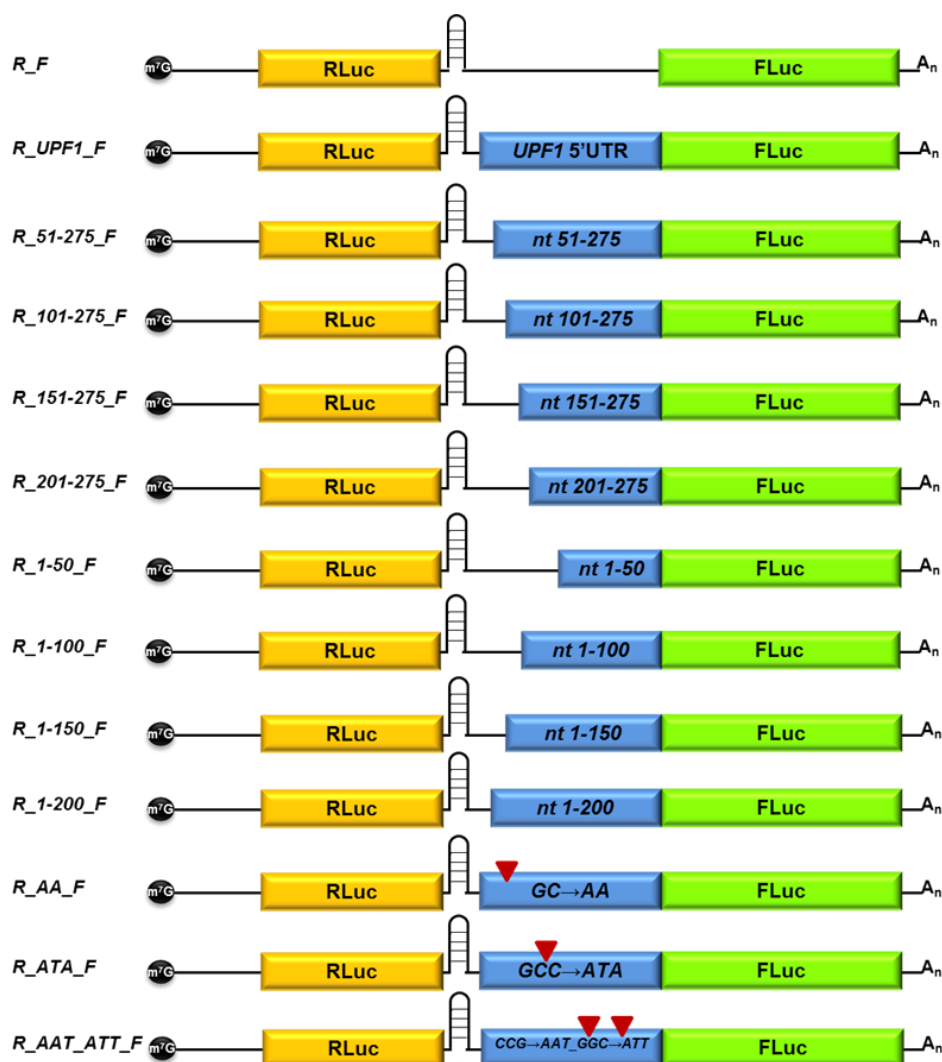 R_F m⁷G RLuc FLuc Aₙ
R_UPF1_F m⁷G RLuc UPF1 5'UTR FLuc Aₙ
R_51-275_F m⁷G RLuc nt 51-275 FLuc Aₙ
R_101-275_F m⁷G RLuc nt 101-275 FLuc Aₙ
R_151-275_F m⁷G RLuc nt 151-275 FLuc Aₙ
R_201-275_F m⁷G RLuc nt 201-275 FLuc Aₙ
R_1-50_F m⁷G RLuc nt 1-50 FLuc Aₙ
R_1-100_F m⁷G RLuc nt 1-100 FLuc Aₙ
R_1-150_F m⁷G RLuc nt 1-150 FLuc Aₙ
R_1-200_F m⁷G RLuc nt 1-200 FLuc Aₙ
R_AA_F m⁷G RLuc GC→AA FLuc Aₙ
R_ATA_F m⁷G RLuc GCC→ATA FLuc Aₙ
R_AAT_ATT_F m⁷G RLuc CCG→AAT_GGC→ATT FLuc Aₙ